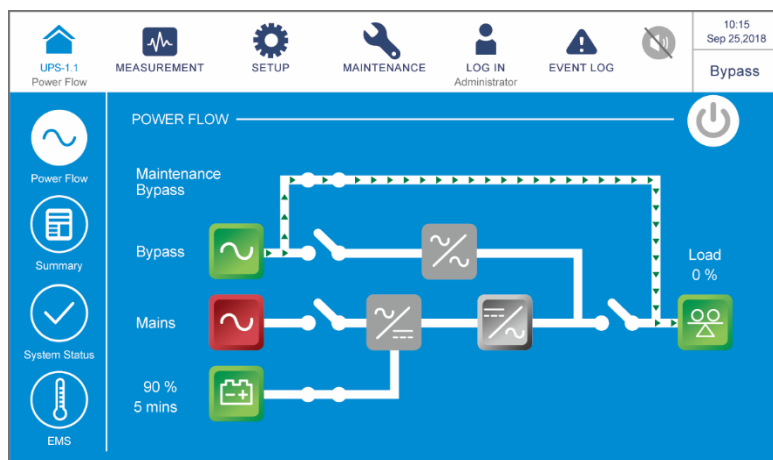 UPS-1.1
Power Flow
MEASUREMENT
SETUP
MAINTENANCE
LOG IN
Administrator
EVENT LOG
10:15
Sep 25,2018
Bypass
Power Flow
Summary
System Status
EMS
POWER FLOW
Maintenance
Bypass
Bypass
Mains
90 %
5 mins
Load
0 %